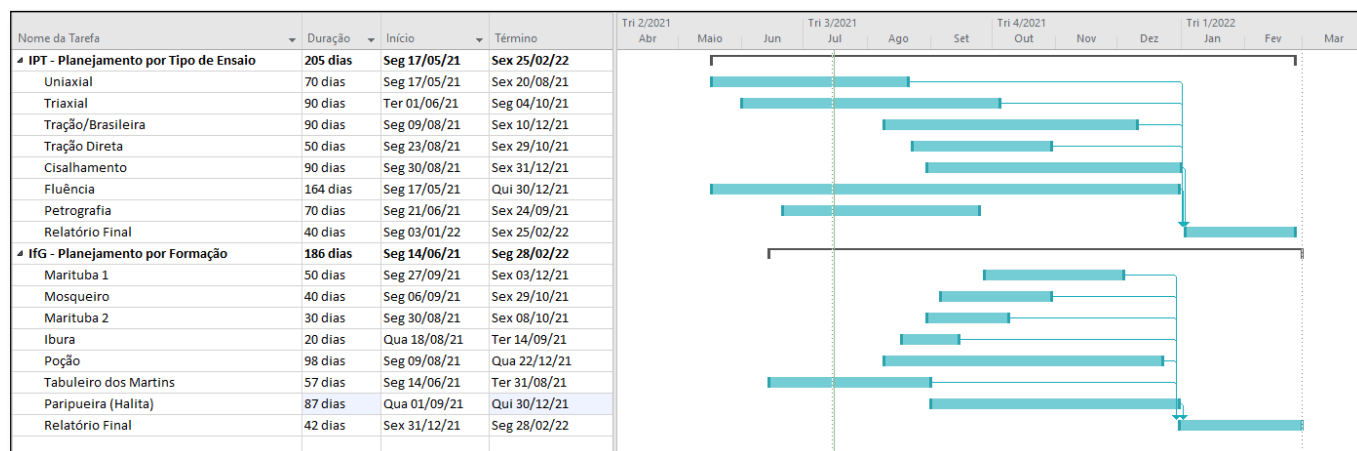 Tri 2/2021 Tri 3/2021 Tri 4/2021 Tri 1/2022
Nome da Tarefa Duração Início Término Abr Maio Jun Jul Ago Set Out Nov Dez Jan Fev Mar
IPT - Planejamento por Tipo de Ensaio 205 dias Seg 17/05/21 Sex 25/02/22
Uniaxial 70 dias Seg 17/05/21 Sex 20/08/21
Triaxial 90 dias Ter 01/06/21 Seg 04/10/21
Tração/Brasileira 90 dias Seg 09/08/21 Sex 10/12/21
Tração Direta 50 dias Seg 23/08/21 Sex 29/10/21
Cisalhamento 90 dias Seg 30/08/21 Sex 31/12/21
Fluência 164 dias Seg 17/05/21 Qui 30/12/21
Petrografia 70 dias Seg 21/06/21 Sex 24/09/21
Relatório Final 40 dias Seg 03/01/22 Sex 25/02/22
IfG - Planejamento por Formação 186 dias Seg 14/06/21 Seg 28/02/22
Marituba 1 50 dias Seg 27/09/21 Sex 03/12/21
Mosqueiro 40 dias Seg 06/09/21 Sex 29/10/21
Marituba 2 30 dias Seg 30/08/21 Sex 08/10/21
Ibura 20 dias Qua 18/08/21 Ter 14/09/21
Poção 98 dias Seg 09/08/21 Qua 22/12/21
Tabuleiro dos Martins 57 dias Seg 14/06/21 Ter 31/08/21
Paripueira (Halita) 87 dias Qua 01/09/21 Qui 30/12/21
Relatório Final 42 dias Sex 31/12/21 Seg 28/02/22